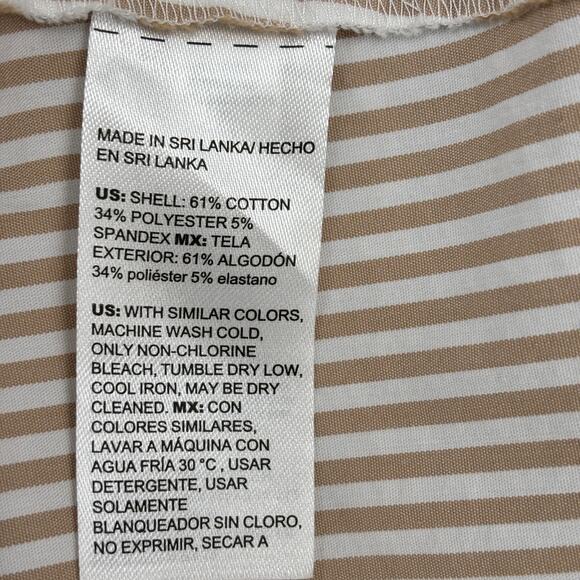 MADE IN SRI LANKA/ HECHO
EN SRI LANKA
US: SHELL: 61% COTTON
34% POLYESTER 5%
SPANDEX MX: TELA
EXTERIOR: 61% ALGODÓN
34% poliéster 5% elastano
US: WITH SIMILAR COLORS,
MACHINE WASH COLD,
ONLY NON-CHLORINE
BLEACH, TUMBLE DRY LOW,
COOL IRON, MAY BE DRY
CLEANED. MX: CON
COLORES SIMILARES,
LAVAR A MÁQUINA CON
AGUA FRÍA 30 °C , USAR
DETERGENTE, USAR
SOLAMENTE
BLANQUEADOR SIN CLORO,
NO EXPRIMIR, SECAR A